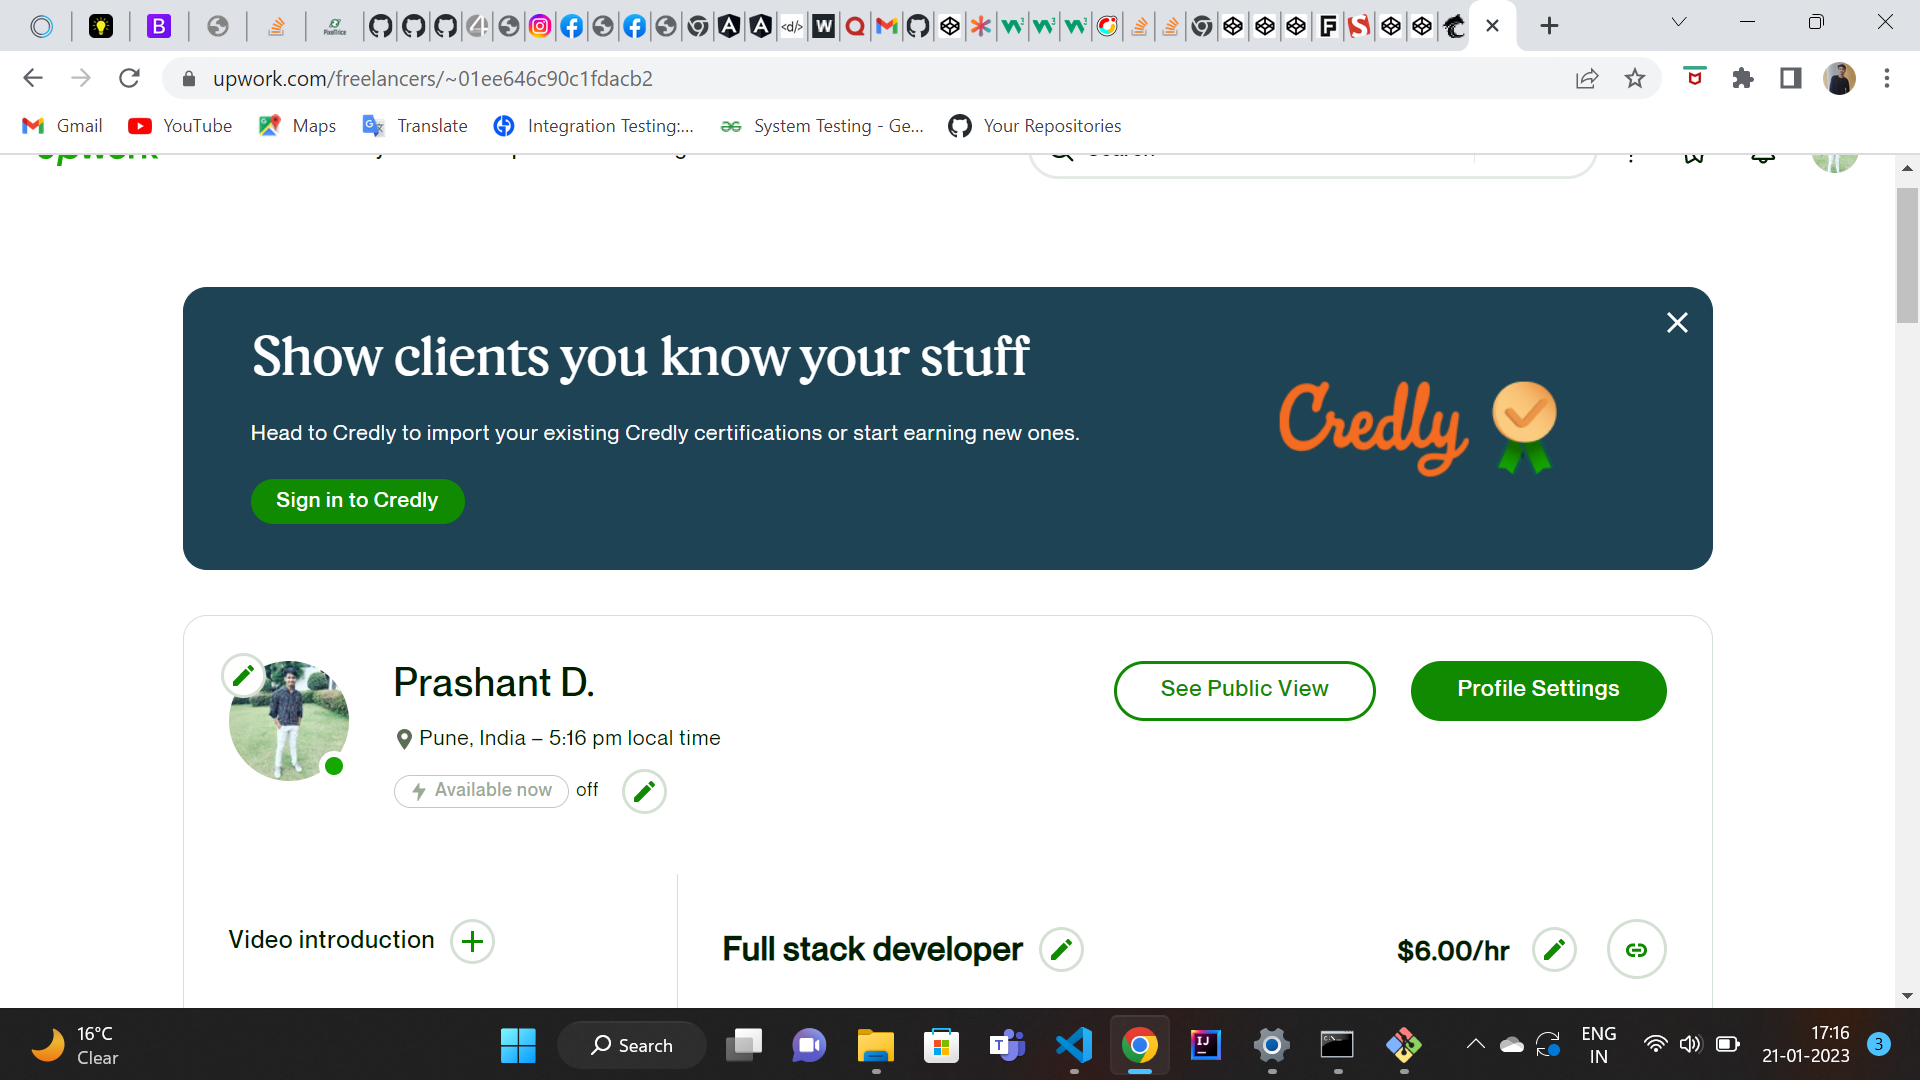 upwork.com/freelancers/~01ee646c90c1fdacb2
Gmail
YouTube
Maps
Translate
Integration Testing:...
System Testing - Ge...
Your Repositories
upwork
Search
Show clients you know your stuff
Head to Credly to import your existing Credly certifications or start earning new ones.
Sign in to Credly
Credly
Prashant D.
Pune, India – 5:16 pm local time
Available now off
See Public View
Profile Settings
Video introduction
Full stack developer
$6.00/hr
16°C
Clear
Search
ENG
IN
17:16
21-01-2023
3